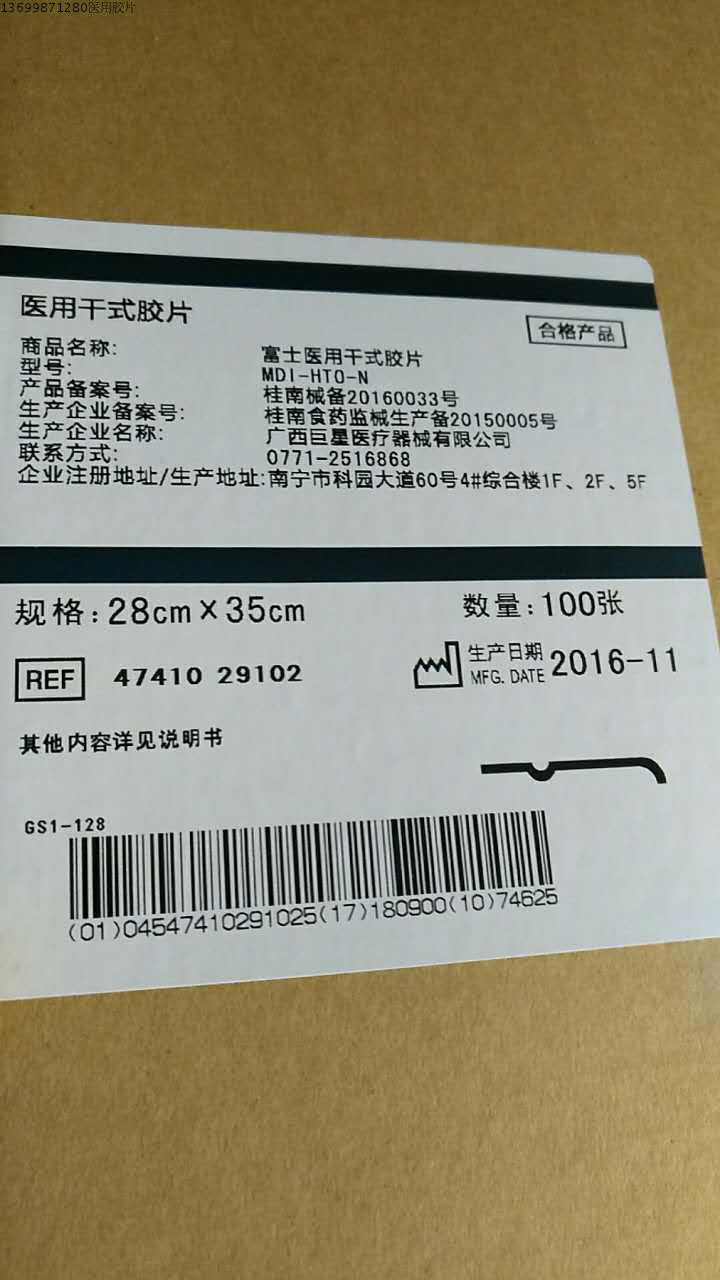 13699871280医用胶片
医用干式胶片
合格产品
商品名称: 富士医用干式胶片
型号: MDI-HTO-N
产品备案号: 桂南械备20160033号
生产企业备案号: 桂南食药监械生产备20150005号
生产企业名称: 广西巨星医疗器械有限公司
联系方式: 0771-2516868
企业注册地址/生产地址:南宁市科园大道60号4#综合楼1F、2F、5F
规格:28cm×35cm 数量:100张
REF 47410 29102
生产日期 2016-11
MFG. DATE
其他内容详见说明书
GS1-128
(01)04547410291025(17)180900(10)74625